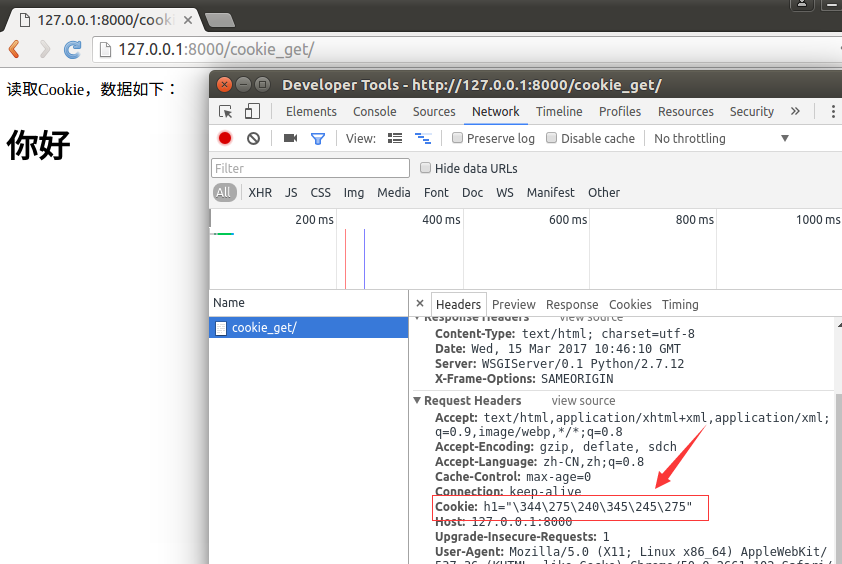 127.0.0.1:8000/cook
127.0.0.1:8000/cookie_get/
读取Cookie，数据如下：
你好
Developer Tools - http://127.0.0.1:8000/cookie_get/
Elements Console Sources Network Timeline Profiles Resources Security »
View: Preserve log Disable cache No throttling
Filter Hide data URLs
All XHR JS CSS Img Media Font Doc WS Manifest Other
200 ms 400 ms 600 ms 800 ms 1000 ms
Name × Headers Preview Response Cookies Timing
cookie_get/
Response Headers view source
Content-Type: text/html; charset=utf-8
Date: Wed, 15 Mar 2017 10:46:10 GMT
Server: WSGIServer/0.1 Python/2.7.12
X-Frame-Options: SAMEORIGIN
Request Headers view source
Accept: text/html,application/xhtml+xml,application/xml;
q=0.9,image/webp,*/*;q=0.8
Accept-Encoding: gzip, deflate, sdch
Accept-Language: zh-CN,zh;q=0.8
Cache-Control: max-age=0
Connection: keep-alive
Cookie: h1="\344\275\240\345\245\275"
Host: 127.0.0.1:8000
Upgrade-Insecure-Requests: 1
User-Agent: Mozilla/5.0 (X11; Linux x86_64) AppleWebKit/